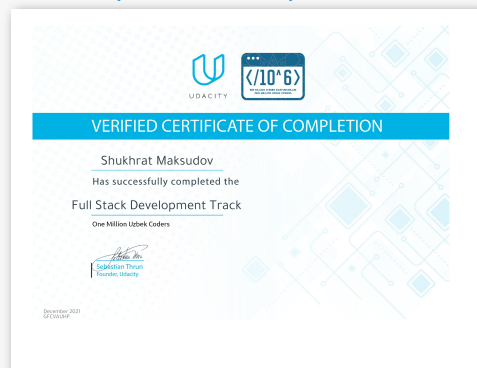 UDACITY
</10^6>
VERIFIED CERTIFICATE OF COMPLETION
Shukhrat Maksudov
Has successfully completed the
Full Stack Development Track
One Million Uzbek Coders
Sebastian Thrun
Founder, Udacity
December 2021
GFCVAUHP